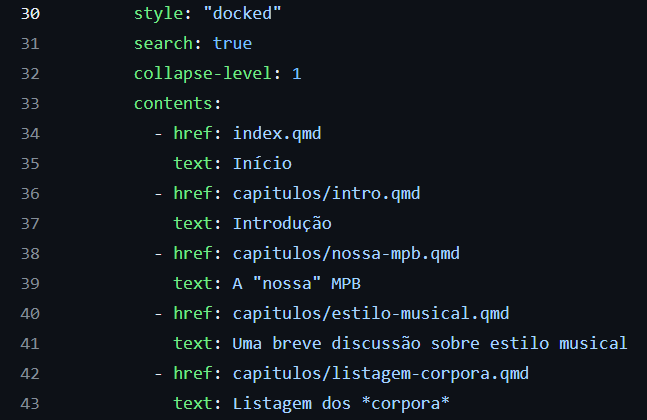 30 style: "docked"
31 search: true
32 collapse-level: 1
33 contents:
34 - href: index.qmd
35 text: Início
36 - href: capitulos/intro.qmd
37 text: Introdução
38 - href: capitulos/nossa-mpb.qmd
39 text: A "nossa" MPB
40 - href: capitulos/estilo-musical.qmd
41 text: Uma breve discussão sobre estilo musical
42 - href: capitulos/listagem-corpora.qmd
43 text: Listagem dos *corpora*